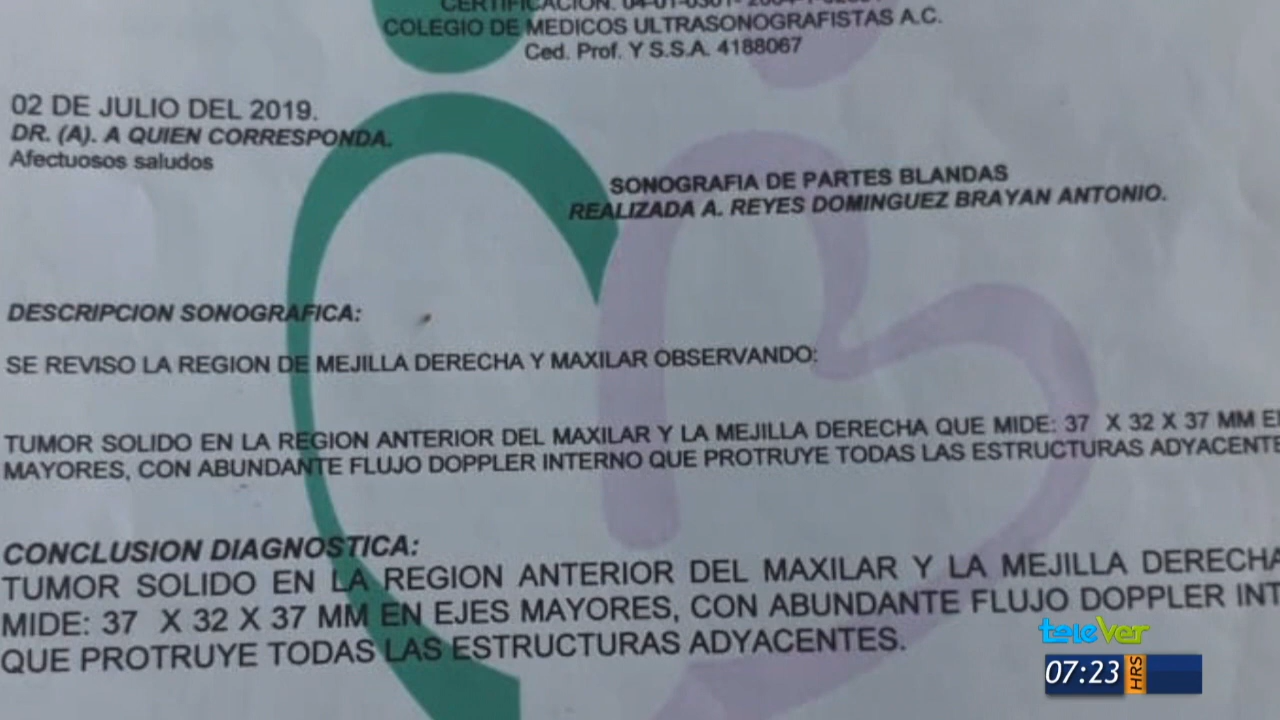 COLEGIO DE MEDICOS ULTRASONOGRAFISTAS A.C.
Ced. Prof. Y S.S.A. 4188067
02 DE JULIO DEL 2019.
DR. (A). A QUIEN CORRESPONDA.
Afectuosos saludos
SONOGRAFIA DE PARTES BLANDAS
REALIZADA A. REYES DOMINGUEZ BRAYAN ANTONIO.
DESCRIPCION SONOGRAFICA:
SE REVISO LA REGION DE MEJILLA DERECHA Y MAXILAR OBSERVANDO:
TUMOR SOLIDO EN LA REGION ANTERIOR DEL MAXILAR Y LA MEJILLA DERECHA QUE MIDE: 37 X 32 X 37 MM
MAYORES, CON ABUNDANTE FLUJO DOPPLER INTERNO QUE PROTRUYE TODAS LAS ESTRUCTURAS ADYACENTE
CONCLUSION DIAGNOSTICA:
TUMOR SOLIDO EN LA REGION ANTERIOR DEL MAXILAR Y LA MEJILLA DERECHA
MIDE: 37 X 32 X 37 MM EN EJES MAYORES, CON ABUNDANTE FLUJO DOPPLER INT
QUE PROTRUYE TODAS LAS ESTRUCTURAS ADYACENTES.
teleVer
07:23 HRS